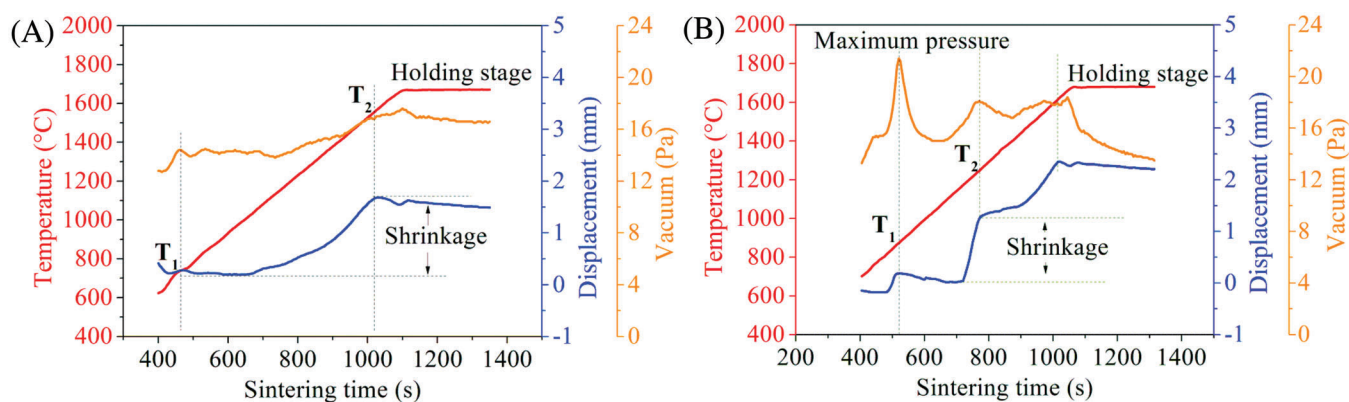 (A)
2000
1800
1600
1400
1200
1000
800
600
400
Temperature (°C)
T1
T2
Holding stage
Shrinkage
400 600 800 1000 1200 1400
Sintering time (s)
5
4
3
2
1
0
-1
Displacement (mm)
24
20
16
12
8
4
0
Vacuum (Pa)
(B)
2000
1800
1600
1400
1200
1000
800
600
400
Temperature (°C)
Maximum pressure
T1
T2
Holding stage
Shrinkage
200 400 600 800 1000 1200 1400
Sintering time (s)
5
4
3
2
1
0
-1
Displacement (mm)
24
20
16
12
8
4
0
Vacuum (Pa)